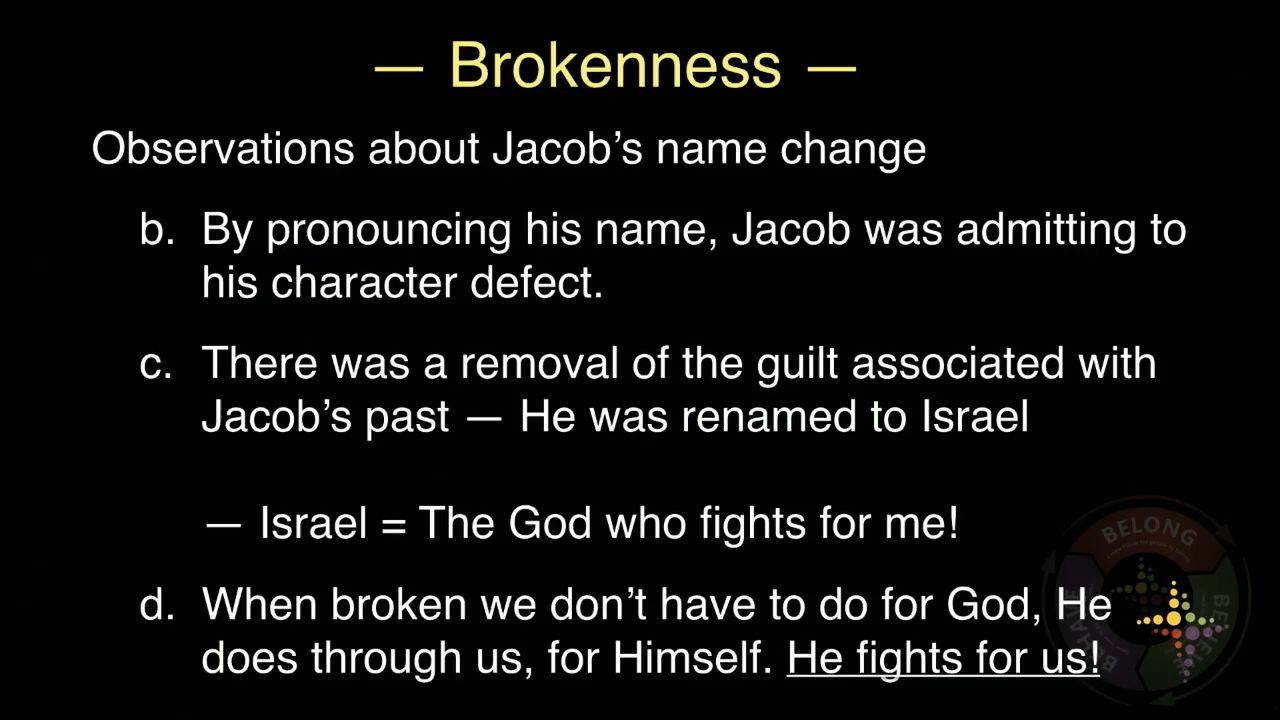 — Brokenness —
Observations about Jacob’s name change
b. By pronouncing his name, Jacob was admitting to
his character defect.
c. There was a removal of the guilt associated with
Jacob’s past — He was renamed to Israel
— Israel = The God who fights for me!
BELONG
d. When broken we don’t have to do for God, He
does through us, for Himself. He fights for us!